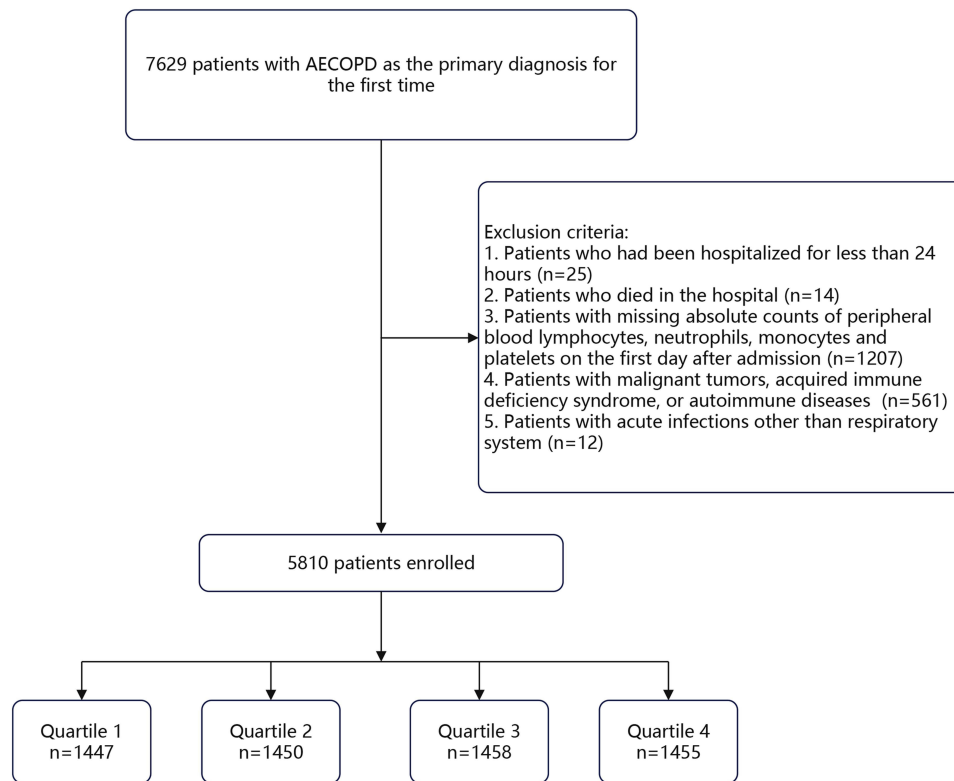 7629 patients with AECOPD as the primary diagnosis for
the first time
Exclusion criteria:
1. Patients who had been hospitalized for less than 24
hours (n=25)
2. Patients who died in the hospital (n=14)
3. Patients with missing absolute counts of peripheral
blood lymphocytes, neutrophils, monocytes and
platelets on the first day after admission (n=1207)
4. Patients with malignant tumors, acquired immune
deficiency syndrome, or autoimmune diseases  (n=561)
5. Patients with acute infections other than respiratory
system (n=12)
5810 patients enrolled
Quartile 1
n=1447
Quartile 2
n=1450
Quartile 3
n=1458
Quartile 4
n=1455